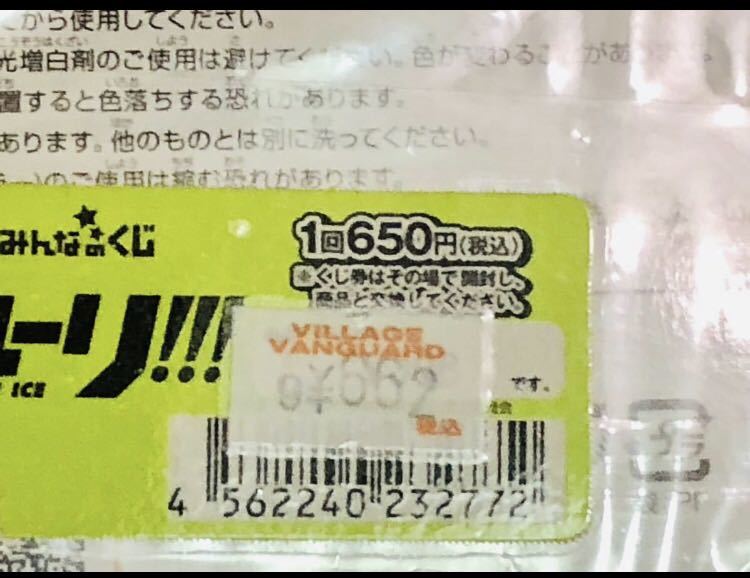 から使用してください。
光増白剤のご使用は避けてください。色が変わることがあります。
置すると色落ちする恐れがあります。
あります。他のものとは別に洗ってください。
のご使用は縮む恐れがあります。
みんなのくじ
1回650円(税込)
※くじ券はその場で開封し、
商品と交換してください。
ユーリ!!!
ICE
VILLAGE
VANGUARD
¥662
税込
です。
4 562240 232772